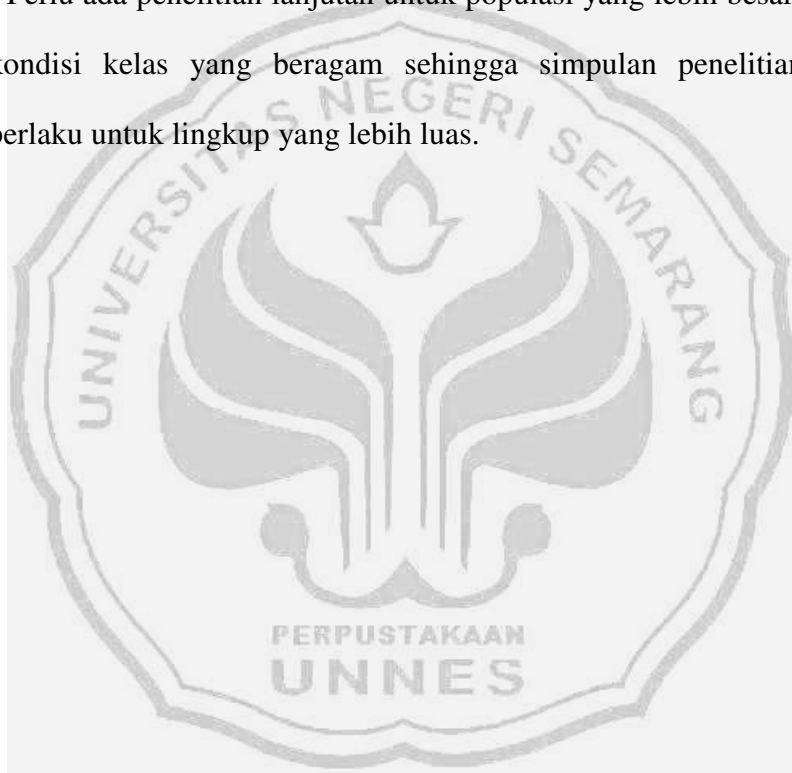 Perlu ada penelitian lanjutan untuk populasi yang lebih besar
kondisi kelas yang beragam sehingga simpulan penelitian
berlaku untuk lingkup yang lebih luas.
UNIVERSITAS NEGERI SEMARANG
PERPUSTAKAAN
UNNES